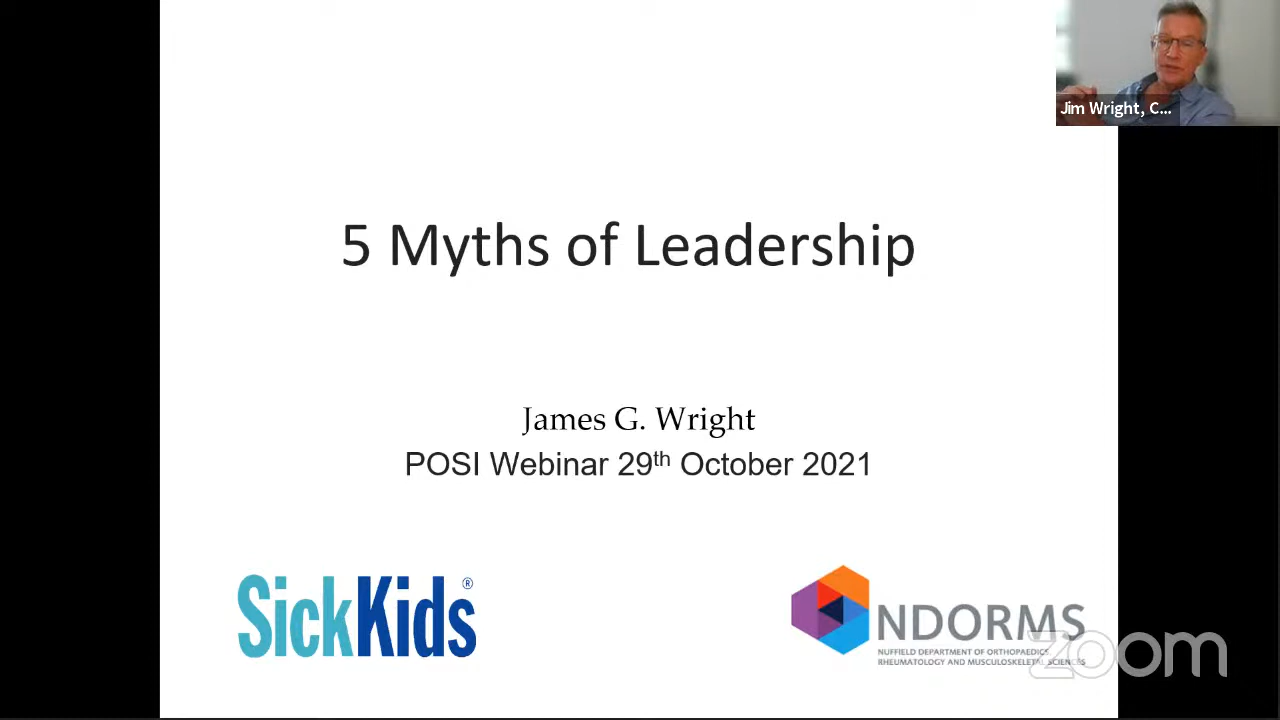 Jim Wright, C...
5 Myths of Leadership
James G. Wright
POSI Webinar 29th October 2021
SickKids®
NDORMS
NUFFIELD DEPARTMENT OF ORTHOPAEDICS,
RHEUMATOLOGY AND MUSCULOSKELETAL SCIENCES
zoom